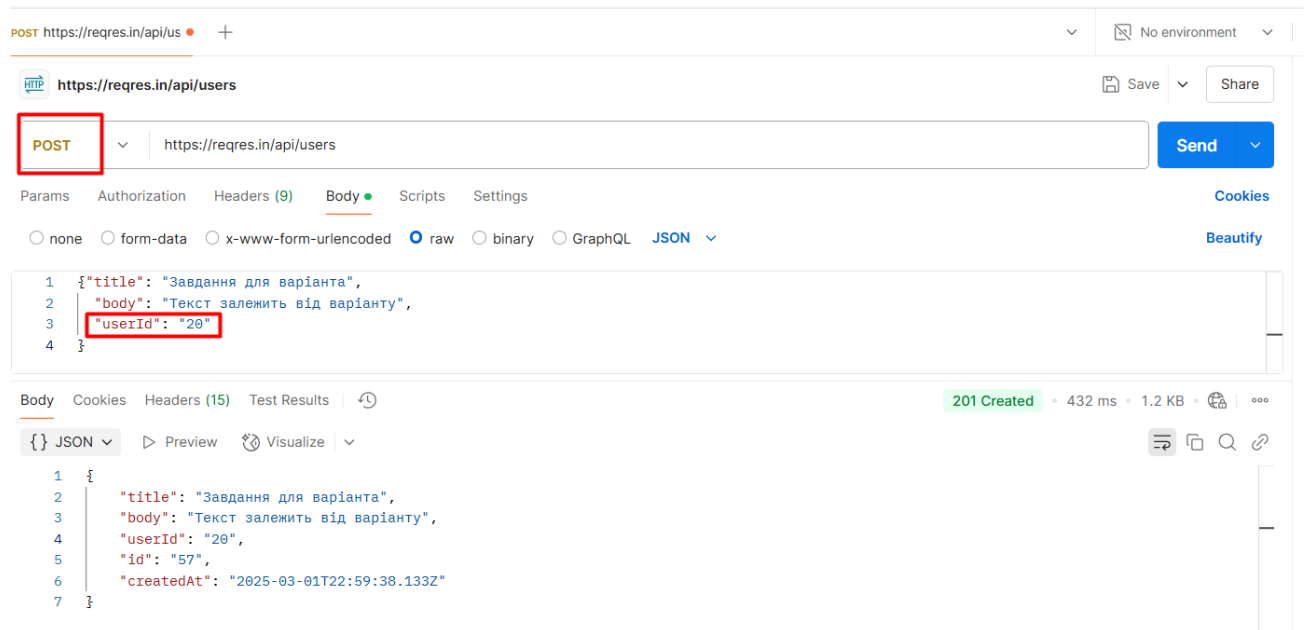 POST https://reqres.in/api/us
No environment
HTTP https://reqres.in/api/users
Save
Share
POST
https://reqres.in/api/users
Send
Params Authorization Headers (9) Body Scripts Settings Cookies
none form-data x-www-form-urlencoded raw binary GraphQL JSON Beautify
1 {"title": "Завдання для варіанта",
2 "body": "Текст залежить від варіанту",
3 "userId": "20"
4 }
Body Cookies Headers (15) Test Results 201 Created 432 ms 1.2 KB
{} JSON Preview Visualize
1 {
2 "title": "Завдання для варіанта",
3 "body": "Текст залежить від варіанту",
4 "userId": "20",
5 "id": "57",
6 "createdAt": "2025-03-01T22:59:38.133Z"
7 }